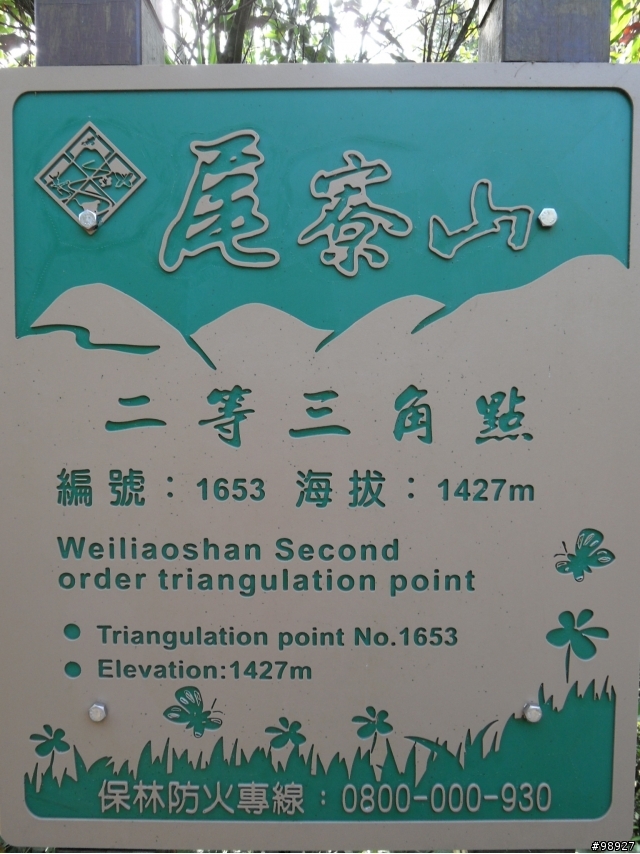 尾寮山
二等三角點
編號：1653 海拔：1427m
Weiliaoshan Second
order triangulation point
● Triangulation point No.1653
● Elevation:1427m
保林防火專線：0800-000-930
#98927